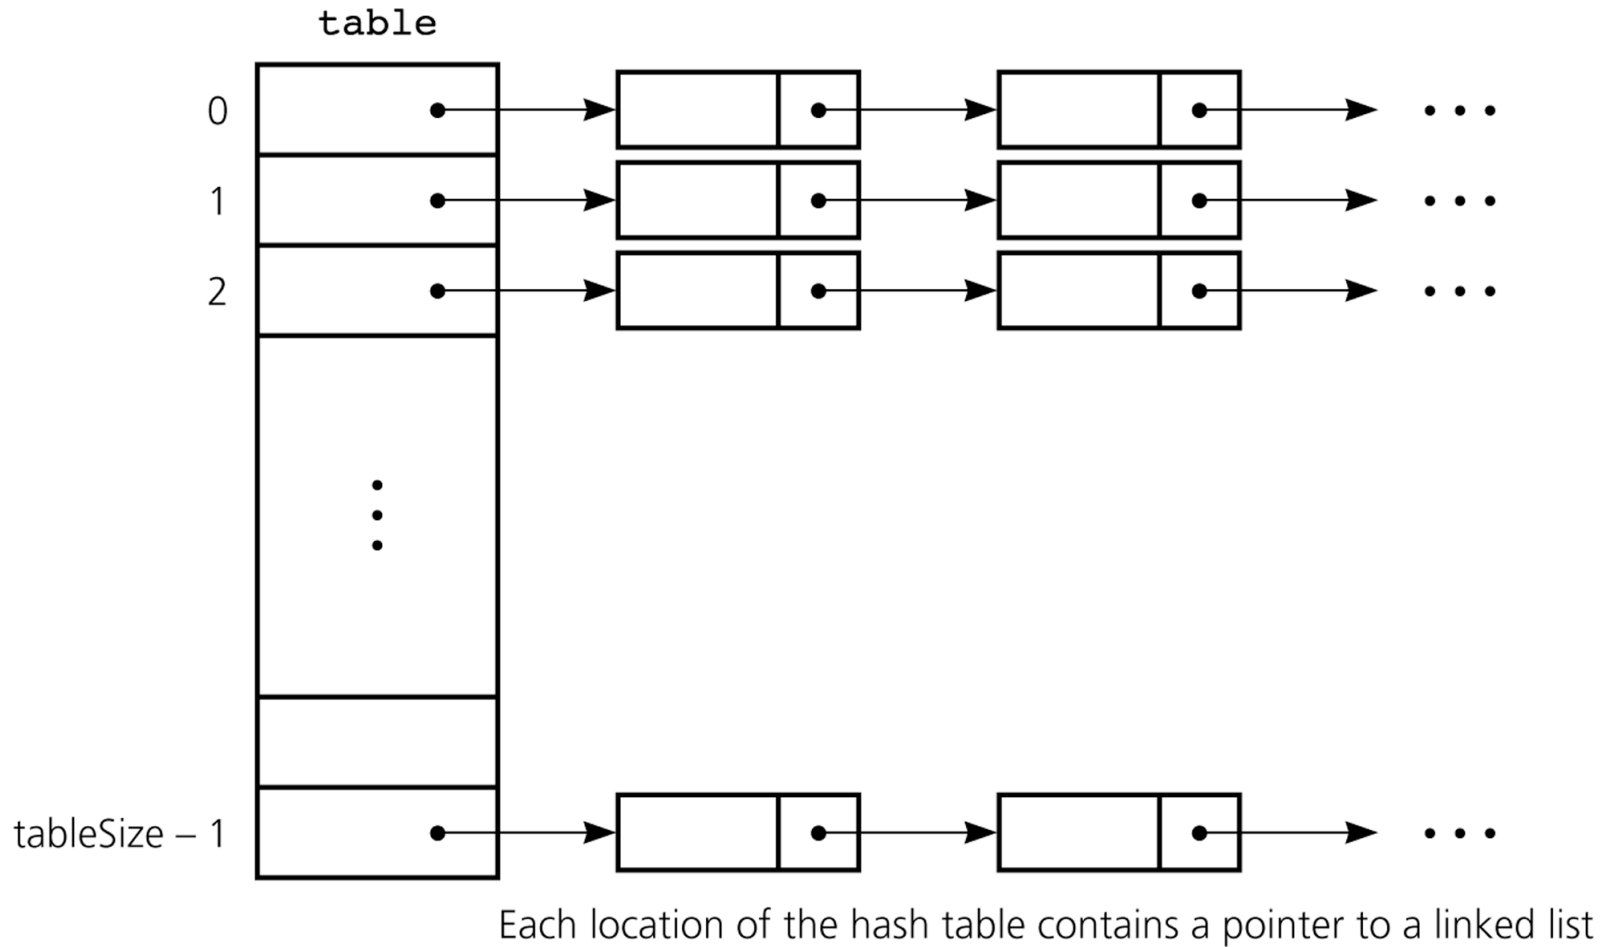 table
0
1
2
tableSize – 1
Each location of the hash table contains a pointer to a linked list